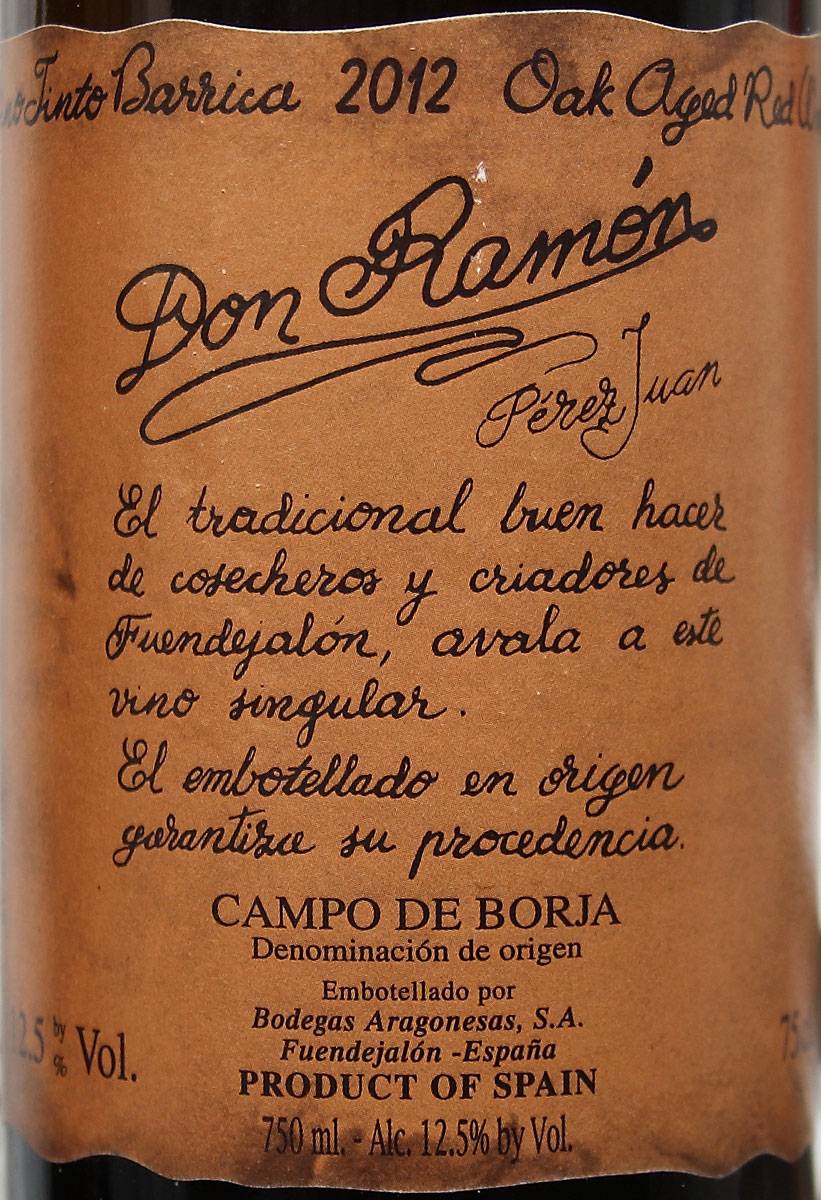 Tinto Barrica 2012 Oak Aged Red
Don Ramón
Pérez Juan
El tradicional buen hacer
de cosecheros y criadores de
Fuendejalón, avala a este
vino singular.
El embotellado en origen
garantiza su procedencia.
CAMPO DE BORJA
Denominación de origen
Embotellado por
Bodegas Aragonesas, S.A.
Fuendejalón -España
PRODUCT OF SPAIN
750 ml. - Alc. 12.5% by Vol.
by % Vol.